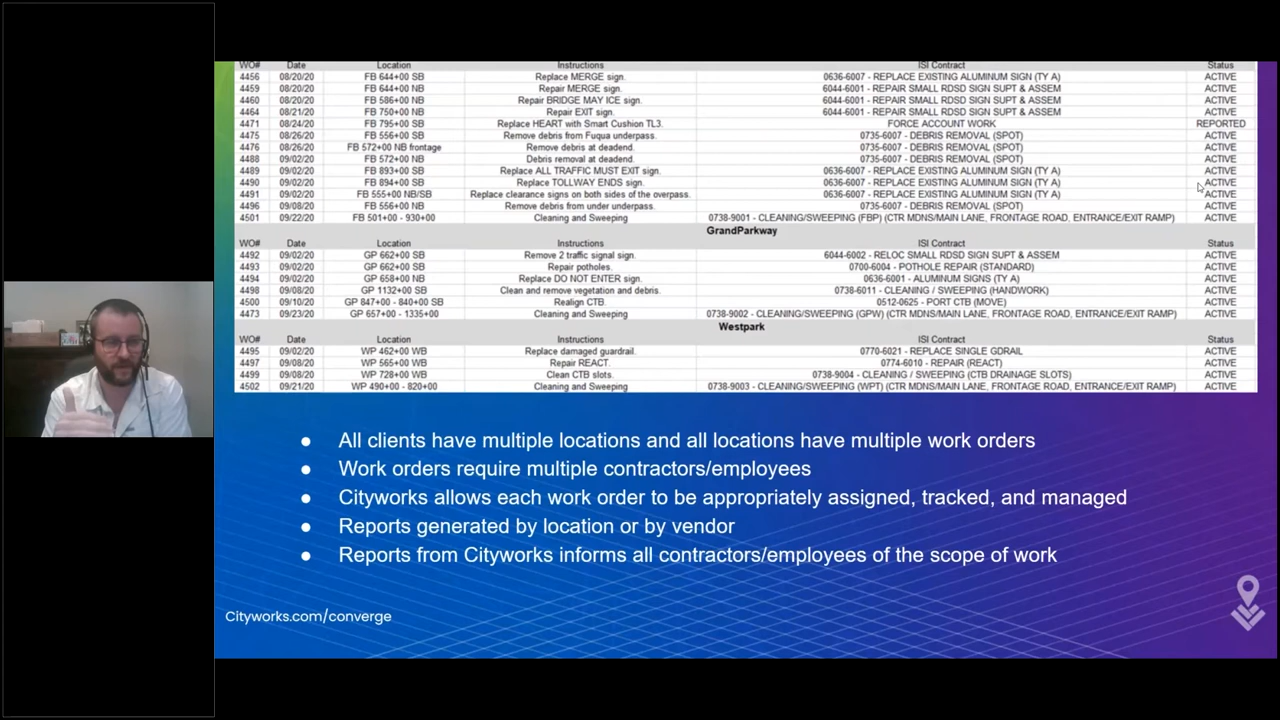 WO# Date Location Instructions ISI Contract Status
4456 08/20/20 FB 644+00 SB Replace MERGE sign. 0636-6007 - REPLACE EXISTING ALUMINUM SIGN (TY A) ACTIVE
4459 08/20/20 FB 644+00 NB Repair MERGE sign. 6044-6001 - REPAIR SMALL RDSD SIGN SUPT & ASSEM ACTIVE
4460 08/20/20 FB 586+00 NB Repair BRIDGE MAY ICE sign. 6044-6001 - REPAIR SMALL RDSD SIGN SUPT & ASSEM ACTIVE
4464 08/21/20 FB 750+00 NB Repair EXIT sign. 6044-6001 - REPAIR SMALL RDSD SIGN SUPT & ASSEM ACTIVE
4471 08/24/20 FB 795+00 SB Replace HEART with Smart Cushion TL3. FORCE ACCOUNT WORK REPORTED
4475 08/26/20 FB 556+00 SB Remove debris from Fuqua underpass. 0735-6007 - DEBRIS REMOVAL (SPOT) ACTIVE
4476 08/26/20 FB 572+00 NB frontage Remove debris at deadend. 0735-6007 - DEBRIS REMOVAL (SPOT) ACTIVE
4488 09/02/20 FB 572+00 NB Debris removal at deadend. 0735-6007 - DEBRIS REMOVAL (SPOT) ACTIVE
4489 09/02/20 FB 893+00 SB Replace ALL TRAFFIC MUST EXIT sign. 0636-6007 - REPLACE EXISTING ALUMINUM SIGN (TY A) ACTIVE
4490 09/02/20 FB 894+00 SB Replace TOLLWAY ENDS sign. 0636-6007 - REPLACE EXISTING ALUMINUM SIGN (TY A) ACTIVE
4491 09/02/20 FB 555+00 NB/SB Replace clearance signs on both sides of the overpass. 0636-6007 - REPLACE EXISTING ALUMINUM SIGN (TY A) ACTIVE
4496 09/08/20 FB 556+00 NB Remove debris from under underpass. 0735-6007 - DEBRIS REMOVAL (SPOT) ACTIVE
4501 09/22/20 FB 501+00 - 930+00 Cleaning and Sweeping 0738-9001 - CLEANING/SWEEPING (FBP) (CTR MDNS/MAIN LANE, FRONTAGE ROAD, ENTRANCE/EXIT RAMP) ACTIVE
GrandParkway
WO# Date Location Instructions ISI Contract Status
4492 09/02/20 GP 662+00 SB Remove 2 traffic signal sign. 6044-6002 - RELOC SMALL RDSD SIGN SUPT & ASSEM ACTIVE
4493 09/02/20 GP 662+00 SB Repair potholes. 0700-6004 - POTHOLE REPAIR (STANDARD) ACTIVE
4494 09/02/20 GP 658+00 NB Replace DO NOT ENTER sign. 0636-6001 - ALUMINUM SIGNS (TY A) ACTIVE
4498 09/08/20 GP 1132+00 SB Clean and remove vegetation and debris. 0738-6011 - CLEANING / SWEEPING (HANDWORK) ACTIVE
4500 09/10/20 GP 847+00 - 840+00 SB Realign CTB. 0512-0625 - PORT CTB (MOVE) ACTIVE
4473 09/23/20 GP 657+00 - 1335+00 Cleaning and Sweeping 0738-9002 - CLEANING/SWEEPING (GPW) (CTR MDNS/MAIN LANE, FRONTAGE ROAD, ENTRANCE/EXIT RAMP) ACTIVE
Westpark
WO# Date Location Instructions ISI Contract Status
4495 09/02/20 WP 462+00 WB Replace damaged guardrail. 0770-6021 - REPLACE SINGLE GDRAIL ACTIVE
4497 09/08/20 WP 565+00 WB Repair REACT. 0774-6010 - REPAIR (REACT) ACTIVE
4499 09/08/20 WP 728+00 WB Clean CTB slots. 0738-9004 - CLEANING / SWEEPING (CTB DRAINAGE SLOTS) ACTIVE
4502 09/21/20 WP 490+00 - 820+00 Cleaning and Sweeping 0738-9003 - CLEANING/SWEEPING (WPT) (CTR MDNS/MAIN LANE, FRONTAGE ROAD, ENTRANCE/EXIT RAMP) ACTIVE
● All clients have multiple locations and all locations have multiple work orders
● Work orders require multiple contractors/employees
● Cityworks allows each work order to be appropriately assigned, tracked, and managed
● Reports generated by location or by vendor
● Reports from Cityworks informs all contractors/employees of the scope of work
Cityworks.com/converge